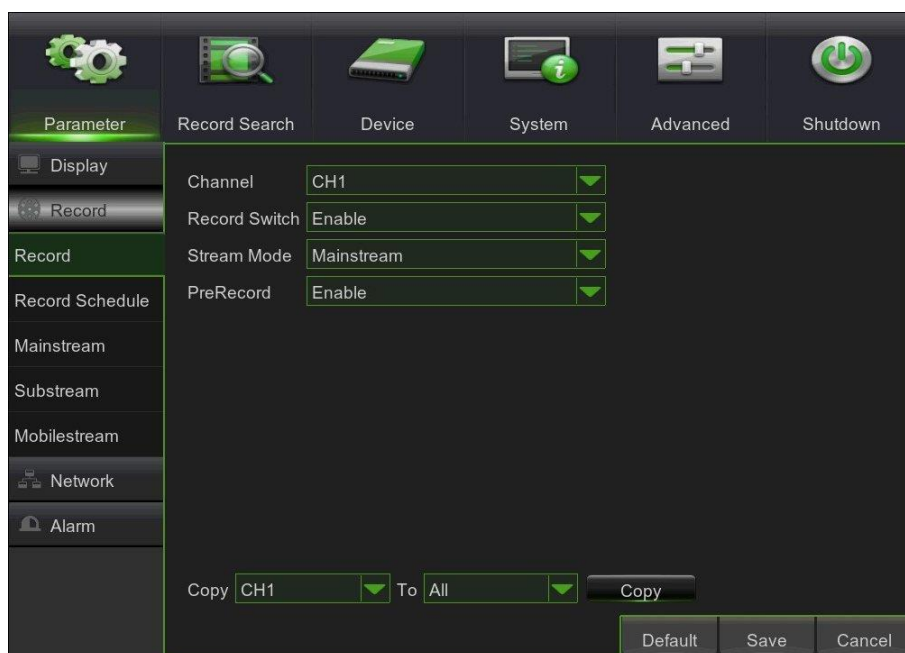 Parameter Record Search Device System Advanced Shutdown
Display
Record
Record
Record Schedule
Mainstream
Substream
Mobilestream
Network
Alarm
Channel CH1
Record Switch Enable
Stream Mode Mainstream
PreRecord Enable
Copy CH1 To All Copy
Default Save Cancel